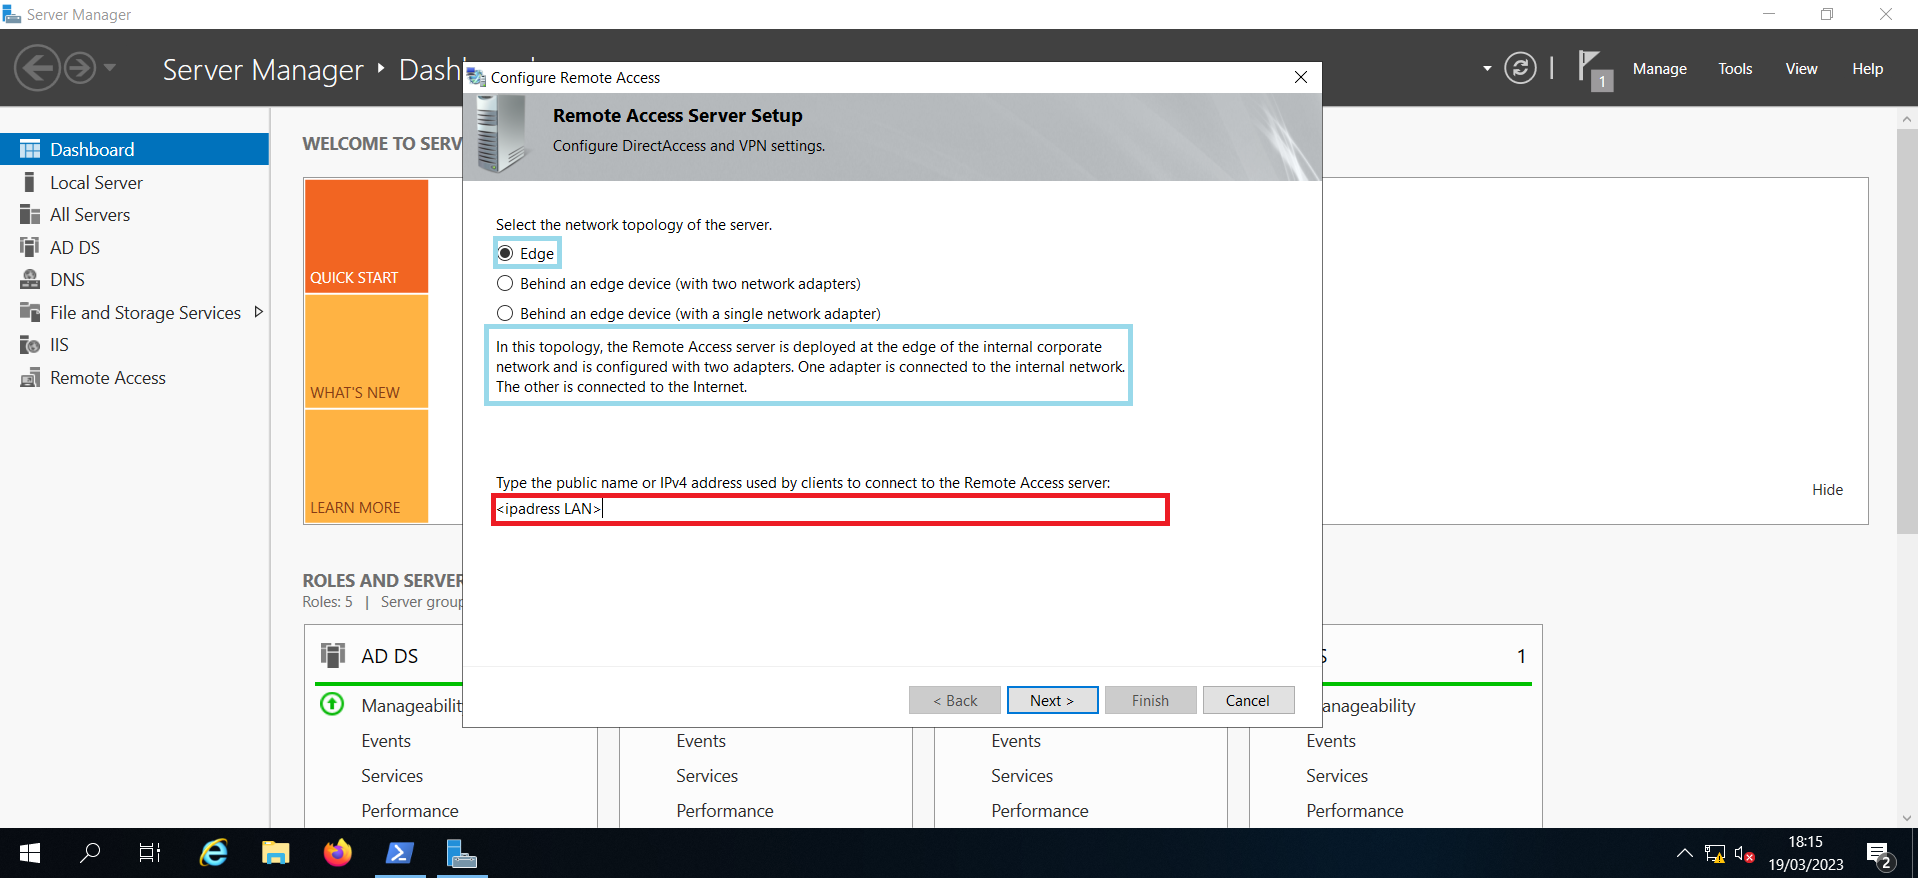 Server Manager
Server Manager
Dash
1
Manage
Tools
View
Help
Dashboard
Local Server
All Servers
AD DS
DNS
File and Storage Services
IIS
Remote Access
WELCOME TO SERV
QUICK START
WHAT'S NEW
LEARN MORE
Hide
ROLES AND SERVER
Roles: 5 | Server group
AD DS
Manageabilit
Events
Services
Performance
Events
Services
Performance
Events
Services
Performance
S 1
anageability
Events
Services
Performance
Configure Remote Access
Remote Access Server Setup
Configure DirectAccess and VPN settings.
Select the network topology of the server.
Edge
Behind an edge device (with two network adapters)
Behind an edge device (with a single network adapter)
In this topology, the Remote Access server is deployed at the edge of the internal corporate
network and is configured with two adapters. One adapter is connected to the internal network.
The other is connected to the Internet.
Type the public name or IPv4 address used by clients to connect to the Remote Access server:
<ipadress LAN>
< Back
Next >
Finish
Cancel
18:15
19/03/2023
2